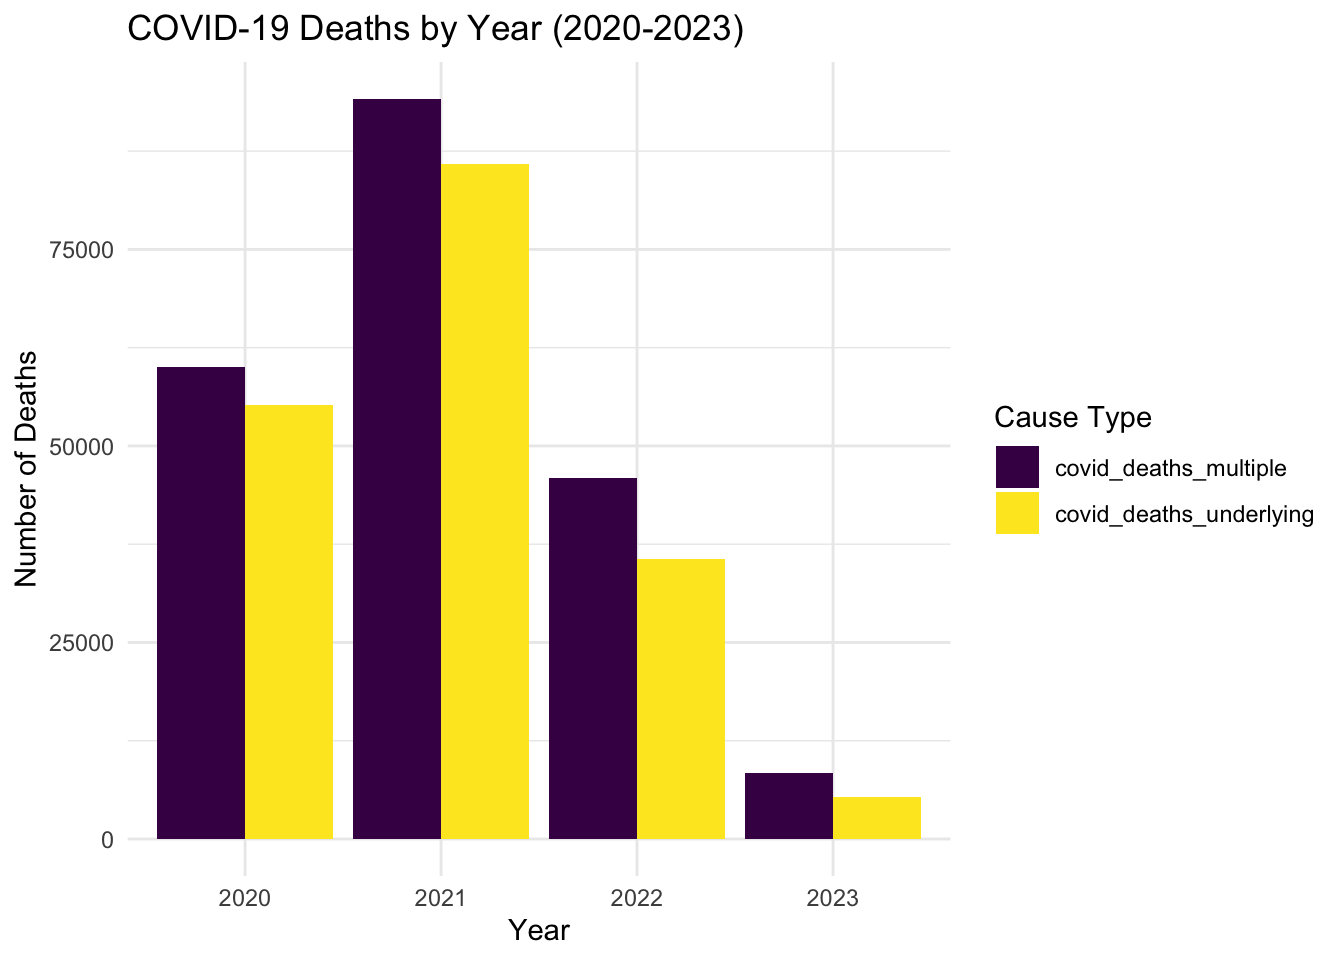 COVID-19 Deaths by Year (2020-2023)
Number of Deaths
75000
50000
25000
0
2020 2021 2022 2023
Year
Cause Type
covid_deaths_multiple
covid_deaths_underlying